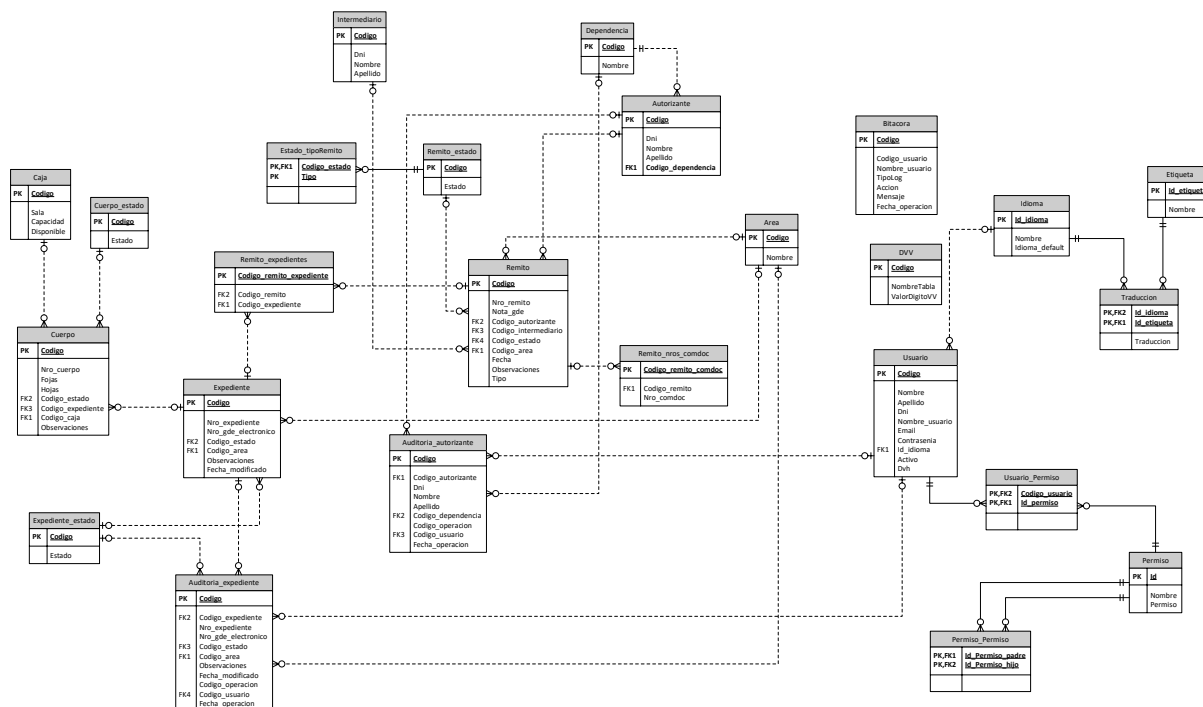 Intermediario
PK Codigo
Dni
Nombre
Apellido
Dependencia
PK Codigo
Nombre
Autorizante
PK Codigo
Dni
Nombre
Apellido
FK1 Codigo_dependencia
Bitacora
PK Codigo
Codigo_usuario
Nombre_usuario
TipoLog
Accion
Mensaje
Fecha_operacion
Estado_tipoRemito
PK,FK1 Codigo_estado
PK Tipo
Remito_estado
PK Codigo
Estado
Caja
PK Codigo
Sala
Capacidad
Disponible
Cuerpo_estado
PK Codigo
Estado
Etiqueta
PK Id_etiqueta
Nombre
Idioma
PK Id_idioma
Nombre
Idioma_default
Area
PK Codigo
Nombre
DVV
PK Codigo
NombreTabla
ValorDigitoVV
Remito_expedientes
PK Codigo_remito_expediente
FK2 Codigo_remito
FK1 Codigo_expediente
Remito
PK Codigo
Nro_remito
Nota_gde
FK2 Codigo_autorizante
FK3 Codigo_intermediario
FK4 Codigo_estado
FK1 Codigo_area
Fecha
Observaciones
Tipo
Traduccion
PK,FK2 Id_idioma
PK,FK1 Id_etiqueta
Traduccion
Cuerpo
PK Codigo
Nro_cuerpo
Fojas
Hojas
FK2 Codigo_estado
FK3 Codigo_expediente
FK1 Codigo_caja
Observaciones
Remito_nros_comdoc
PK Codigo_remito_comdoc
FK1 Codigo_remito
Nro_comdoc
Usuario
PK Codigo
Nombre
Apellido
Dni
Nombre_usuario
Email
Contrasenia
FK1 Id_idioma
Activo
Dvh
Expediente
PK Codigo
Nro_expediente
Nro_gde_electronico
FK2 Codigo_estado
FK1 Codigo_area
Observaciones
Fecha_modificado
Auditoria_autorizante
PK Codigo
FK1 Codigo_autorizante
Dni
Nombre
Apellido
FK2 Codigo_dependencia
Codigo_operacion
FK3 Codigo_usuario
Fecha_operacion
Usuario_Permiso
PK,FK2 Codigo_usuario
PK,FK1 Id_permiso
Expediente_estado
PK Codigo
Estado
Permiso
PK Id
Nombre
Permiso
Auditoria_expediente
PK Codigo
FK2 Codigo_expediente
Nro_expediente
Nro_gde_electronico
FK3 Codigo_estado
FK1 Codigo_area
Observaciones
Fecha_modificado
Codigo_operacion
FK4 Codigo_usuario
Fecha_operacion
Permiso_Permiso
PK,FK1 Id_Permiso_padre
PK,FK2 Id_Permiso_hijo